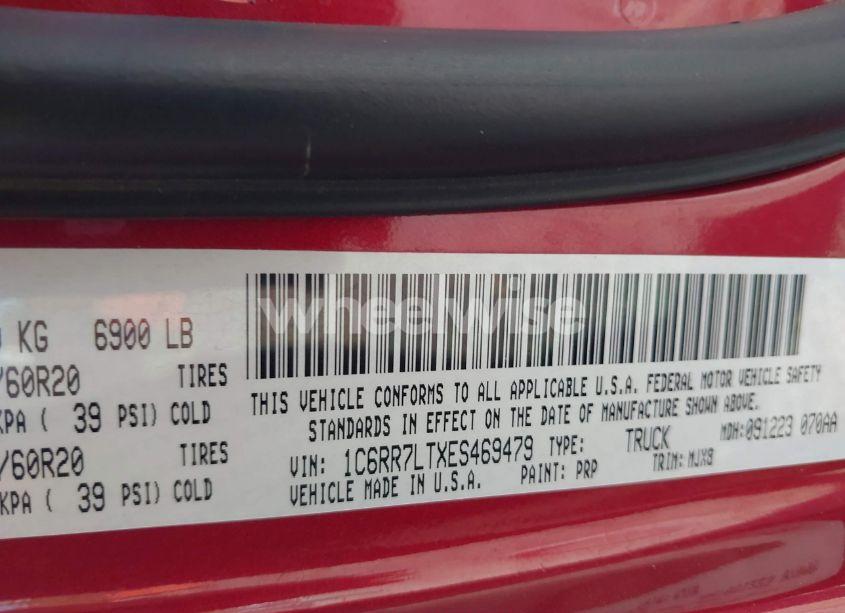 KG 6900 LB
/60R20 TIRES
KPA ( 39 PSI) COLD
/60R20 TIRES
KPA ( 39 PSI) COLD
wheelwise
THIS VEHICLE CONFORMS TO ALL APPLICABLE U.S.A. FEDERAL MOTOR VEHICLE SAFETY
STANDARDS IN EFFECT ON THE DATE OF MANUFACTURE SHOWN ABOVE.
VIN: 1C6RR7LTXES469479 TYPE: TRUCK MDH:091223 070AA
VEHICLE MADE IN U.S.A. PAINT: PRP TRIM: MJX8